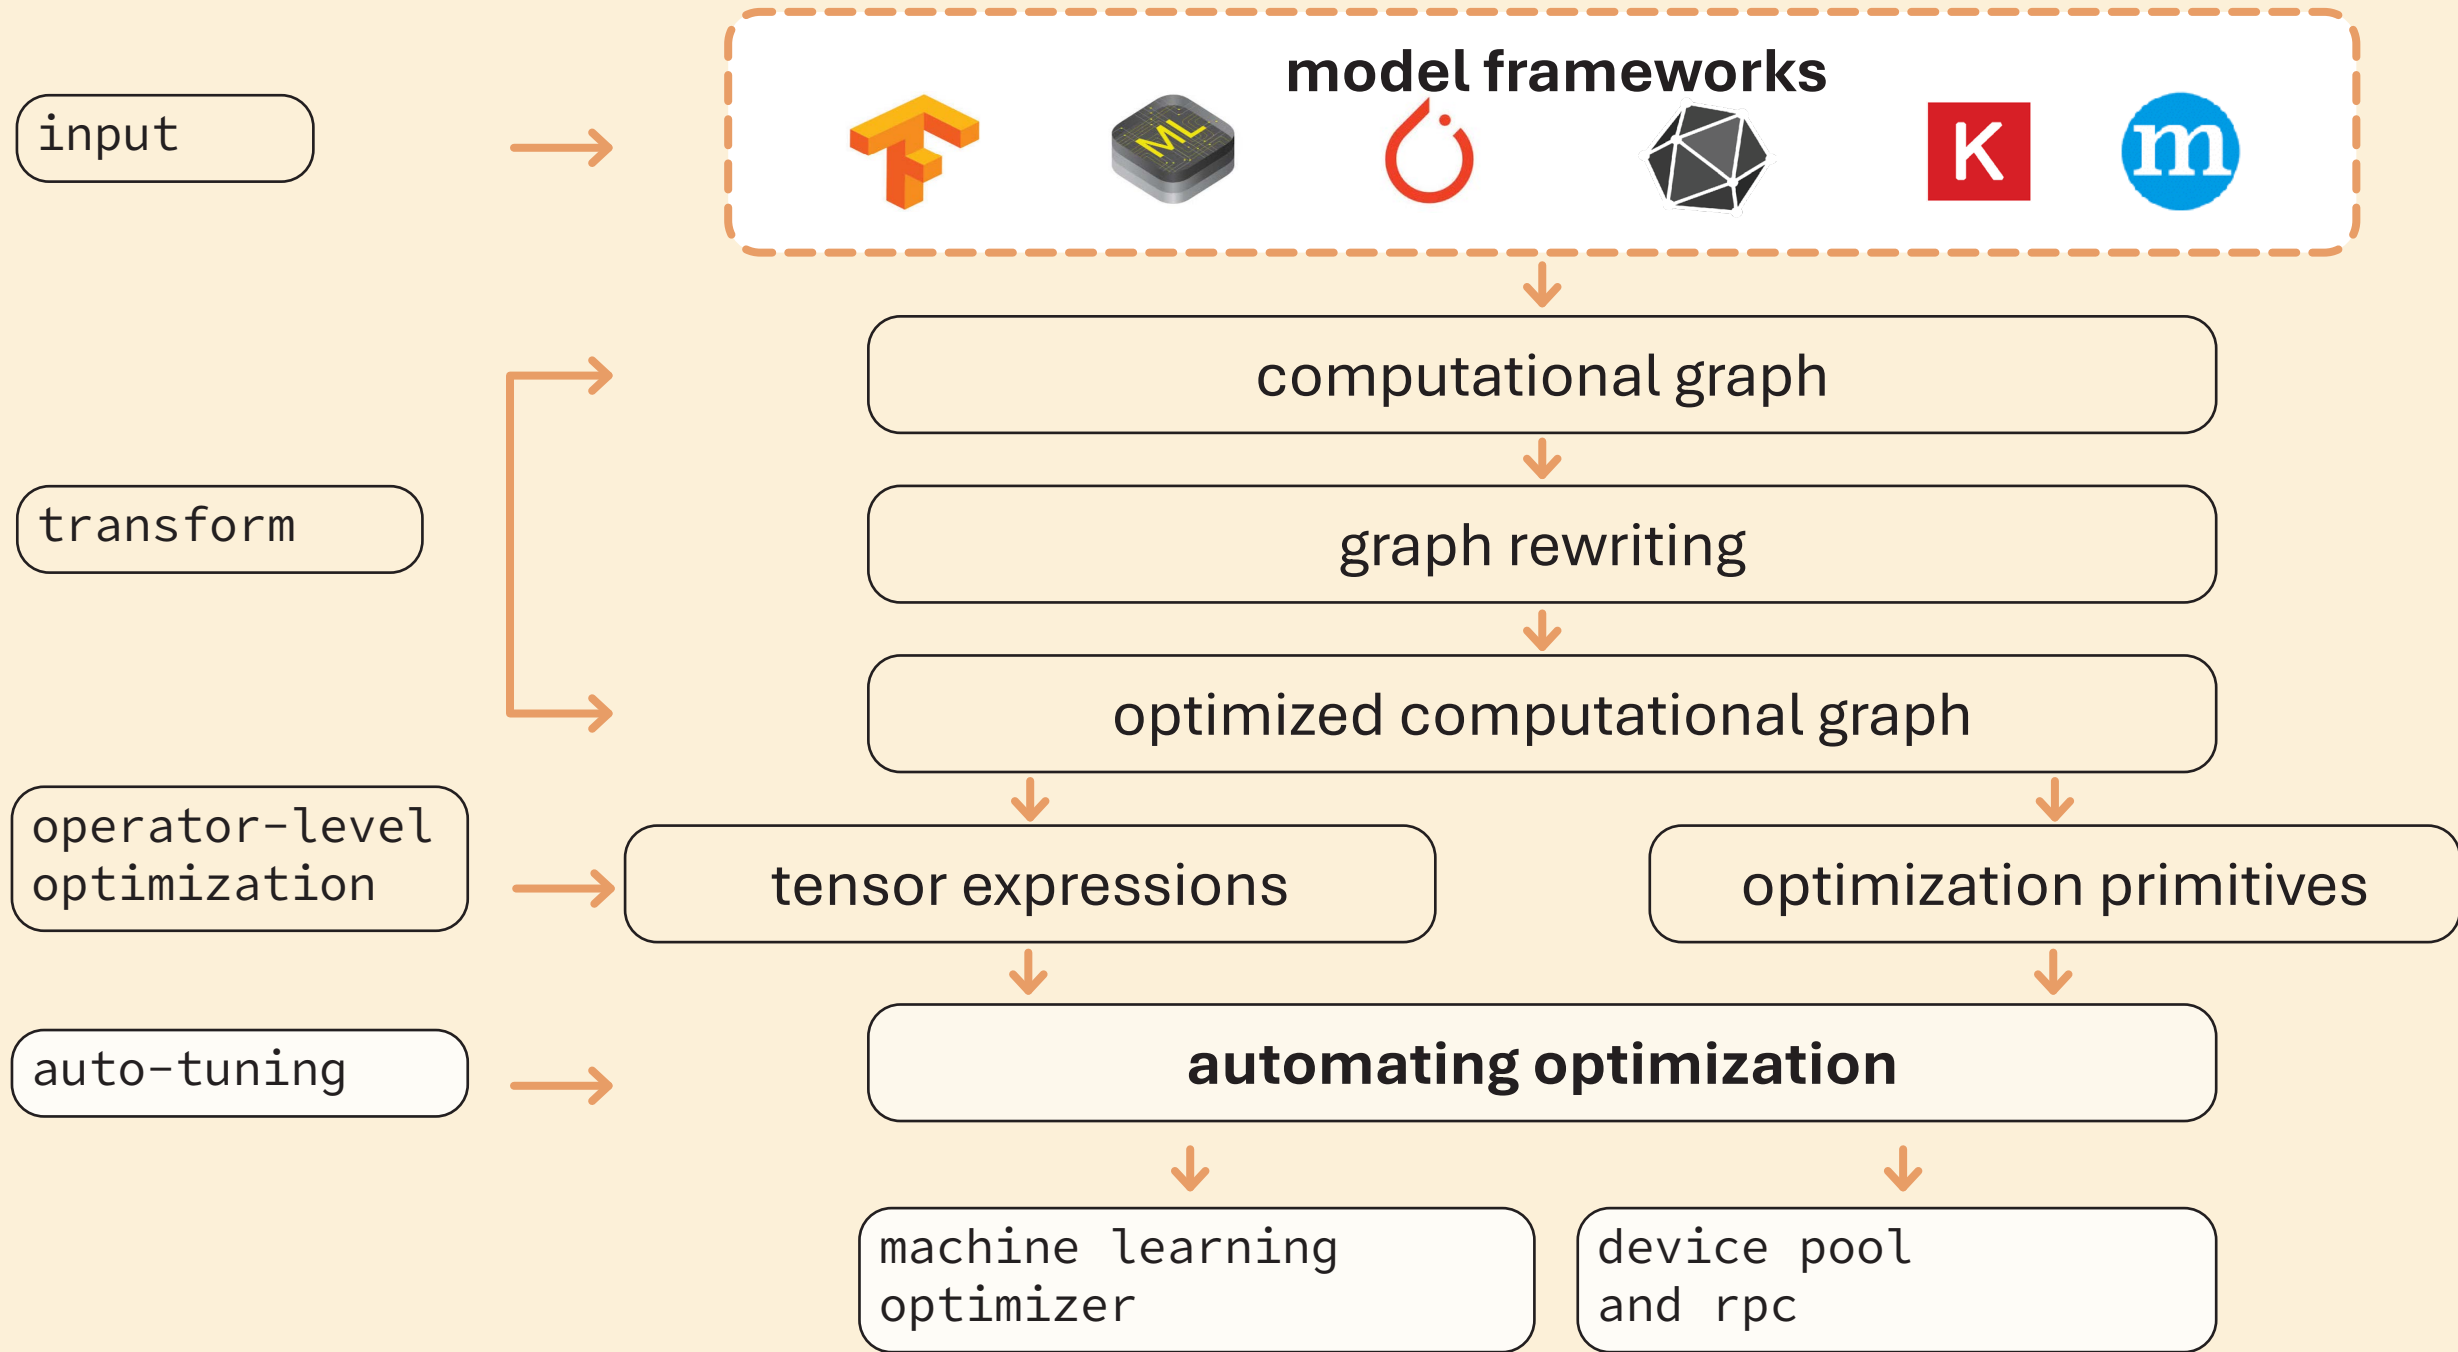 model frameworks
input
ML
K
m
computational graph
transform
graph rewriting
optimized computational graph
operator-level
optimization
tensor expressions
optimization primitives
auto-tuning
automating optimization
machine learning
optimizer
device pool
and rpc